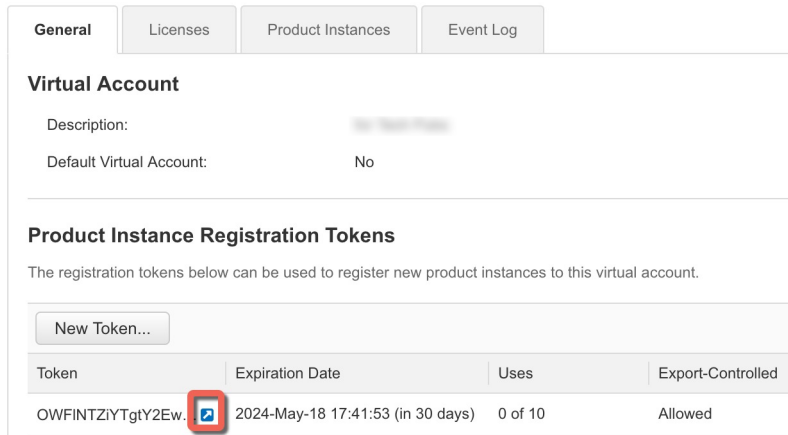 General Licenses Product Instances Event Log
Virtual Account
Description:
Default Virtual Account: No
Product Instance Registration Tokens
The registration tokens below can be used to register new product instances to this virtual account.
New Token...
Token Expiration Date Uses Export-Controlled
OWFlNTZiYTgtY2Ew... 2024-May-18 17:41:53 (in 30 days) 0 of 10 Allowed